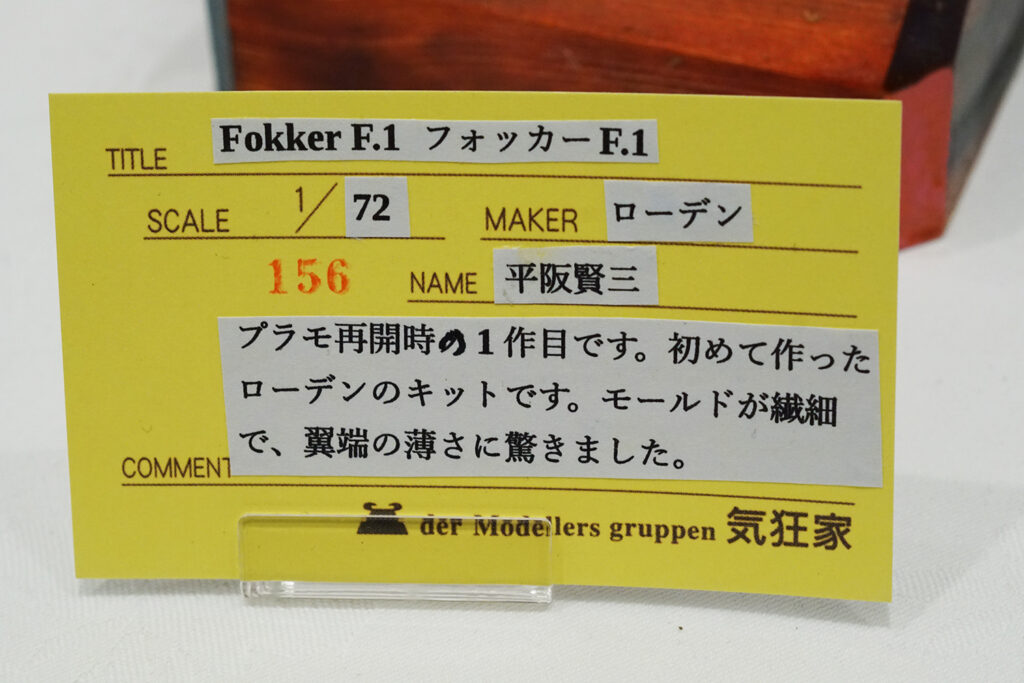 TITLE Fokker F.1 フォッカーF.1
SCALE 1/72 MAKER ローデン
156 NAME 平阪賢三
プラモ再開時の1作目です。初めて作った
ローデンのキットです。モールドが繊細
で、翼端の薄さに驚きました。
COMMENT
der Modellers gruppen 気狂家